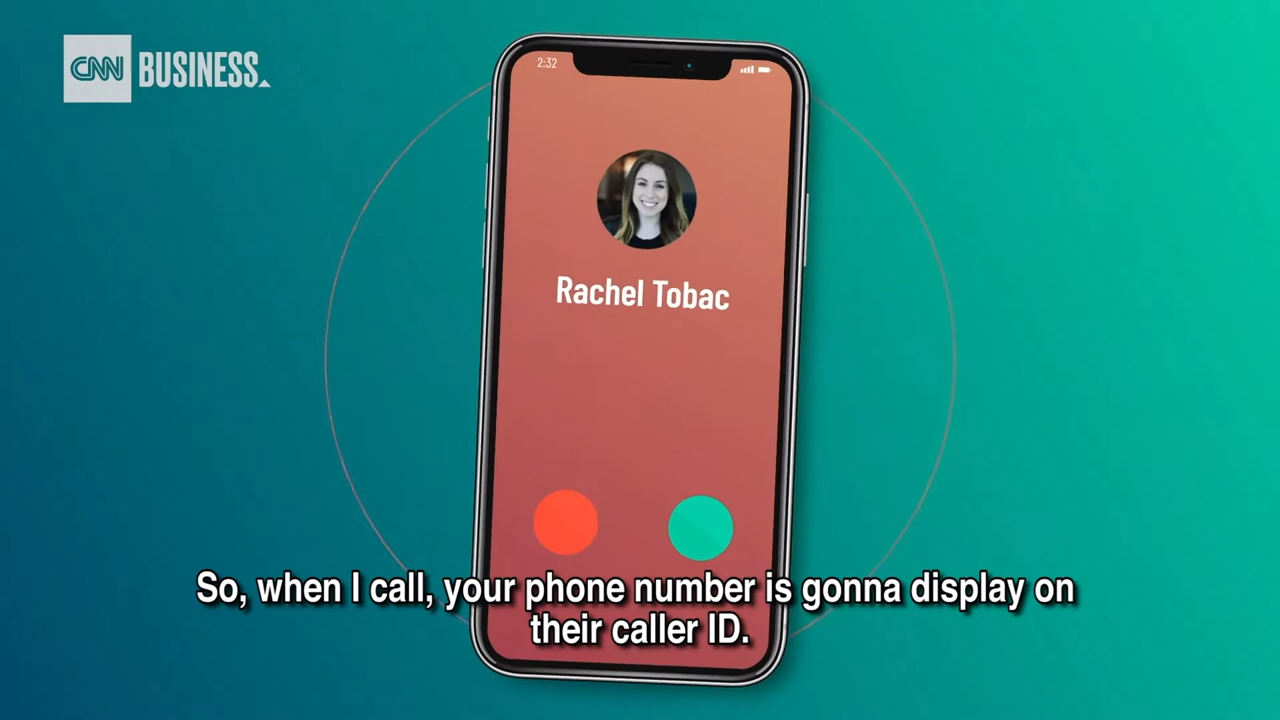 CNN BUSINESS
2:32
Rachel Tobac
So, when I call, your phone number is gonna display on
their caller ID.